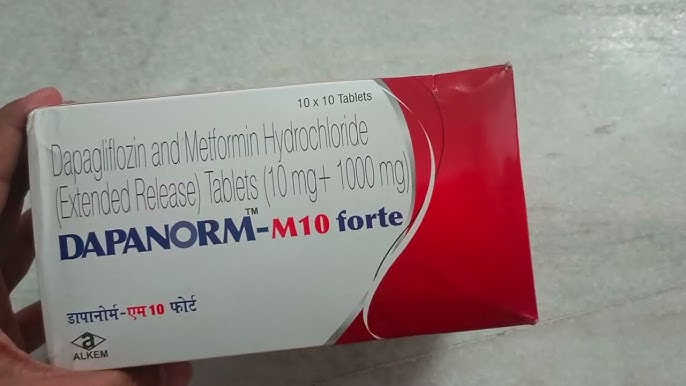 10 x 10 Tablets
Dapagliflozin and Metformin Hydrochloride
(Extended Release) Tablets (10 mg+ 1000 mg)
DAPANORM™-M10 forte
डापानोर्म-एम 10 फोर्ट
a
ALKEM